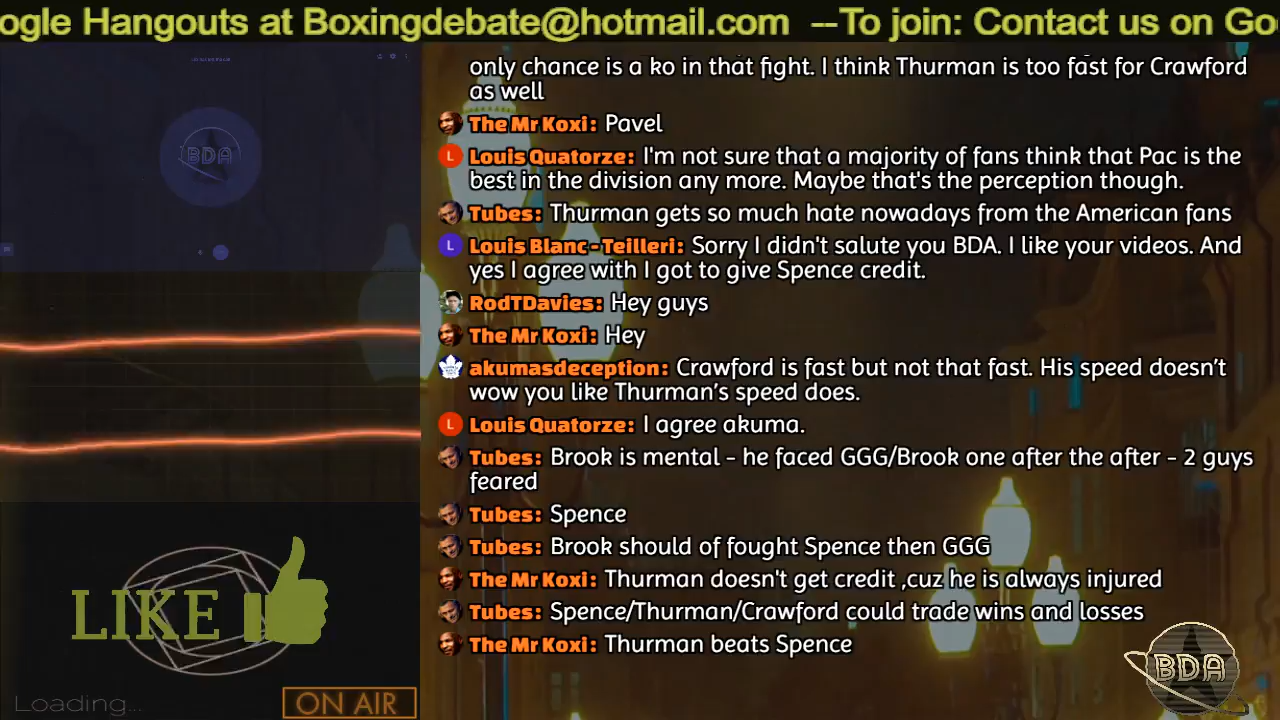 ogle Hangouts at Boxingdebate@hotmail.com --To join: Contact us on Go
only chance is a ko in that fight. I think Thurman is too fast for Crawford
as well
The Mr Koxi: Pavel
L Louis Quatorze: I'm not sure that a majority of fans think that Pac is the
best in the division any more. Maybe that's the perception though.
Tubes: Thurman gets so much hate nowadays from the American fans
L Louis Blanc-Teilleri: Sorry I didn't salute you BDA. I like your videos. And
yes I agree with I got to give Spence credit.
RodTDavies: Hey guys
The Mr Koxi: Hey
akumasdeception: Crawford is fast but not that fast. His speed doesn’t
wow you like Thurman’s speed does.
L Louis Quatorze: I agree akuma.
Tubes: Brook is mental - he faced GGG/Brook one after the after - 2 guys
feared
Tubes: Spence
Tubes: Brook should of fought Spence then GGG
The Mr Koxi: Thurman doesn't get credit ,cuz he is always injured
Tubes: Spence/Thurman/Crawford could trade wins and losses
The Mr Koxi: Thurman beats Spence
BDA
LIKE
Loading...
ON AIR
BDA